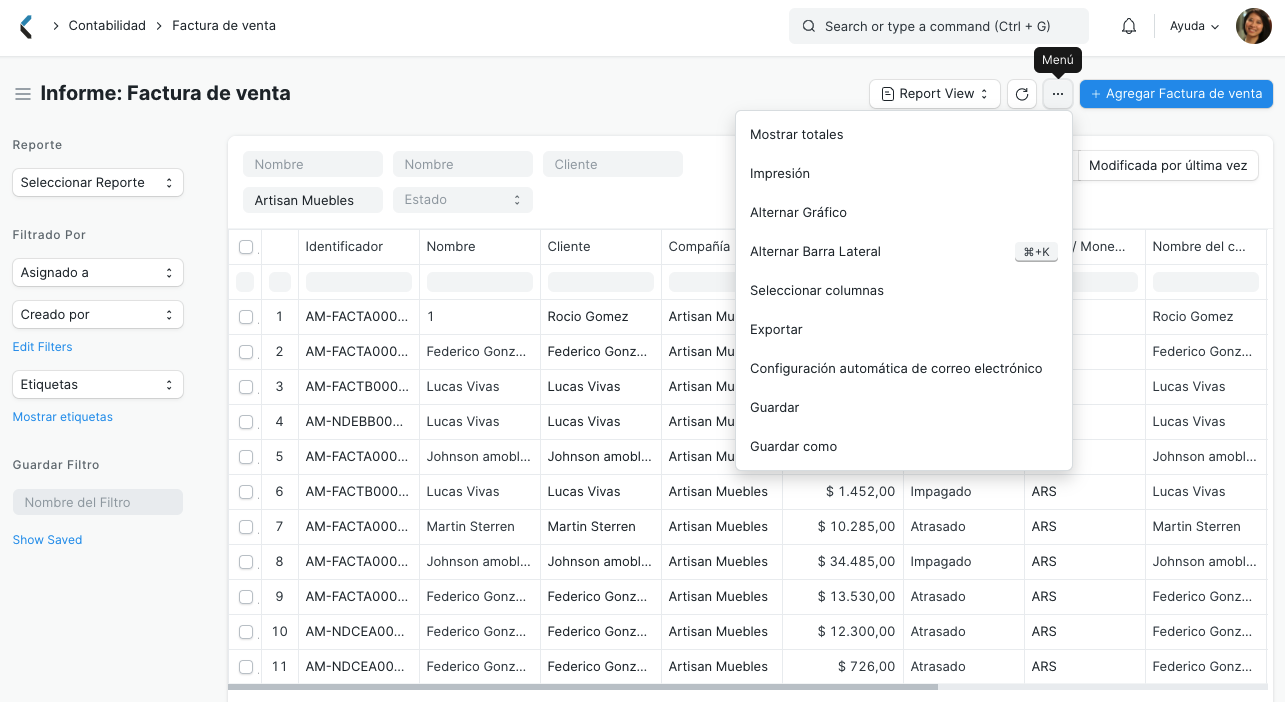 Contabilidad
Factura de venta
Search or type a command (Ctrl + G)
Ayuda
Menú
Informe: Factura de venta
Report View
...
+ Agregar Factura de venta
Reporte
Seleccionar Reporte
Filtrado Por
Asignado a
Creado por
Edit Filters
Etiquetas
Mostrar etiquetas
Guardar Filtro
Nombre del Filtro
Show Saved
Nombre
Nombre
Cliente
Artisan Muebles
Estado
Modificada por última vez
Mostrar totales
Impresión
Alternar Gráfico
Alternar Barra Lateral ⌘+K
Seleccionar columnas
Exportar
Configuración automática de correo electrónico
Guardar
Guardar como
Identificador Nombre Cliente Compañía / Mone... Nombre del c...
1 AM-FACTA000... 1 Rocio Gomez Artisan Mu Rocio Gomez
2 AM-FACTA000... Federico Gonz... Federico Gonz... Artisan Mu Federico Gonz...
3 AM-FACTB000... Lucas Vivas Lucas Vivas Artisan Mu Lucas Vivas
4 AM-NDEBB00... Lucas Vivas Lucas Vivas Artisan Mu Lucas Vivas
5 AM-FACTA000... Johnson amobl... Johnson amobl... Artisan Mu Johnson amobl...
6 AM-FACTB000... Lucas Vivas Lucas Vivas Artisan Muebles $ 1.452,00 Impagado ARS Lucas Vivas
7 AM-FACTA000... Martin Sterren Martin Sterren Artisan Muebles $ 10.285,00 Atrasado ARS Martin Sterren
8 AM-FACTA000... Johnson amobl... Johnson amobl... Artisan Muebles $ 34.485,00 Impagado ARS Johnson amobl...
9 AM-FACTA000... Federico Gonz... Federico Gonz... Artisan Muebles $ 13.530,00 Atrasado ARS Federico Gonz...
10 AM-NDCEA00... Federico Gonz... Federico Gonz... Artisan Muebles $ 12.300,00 Atrasado ARS Federico Gonz...
11 AM-NDCEA00... Federico Gonz... Federico Gonz... Artisan Muebles $ 726,00 Atrasado ARS Federico Gonz...